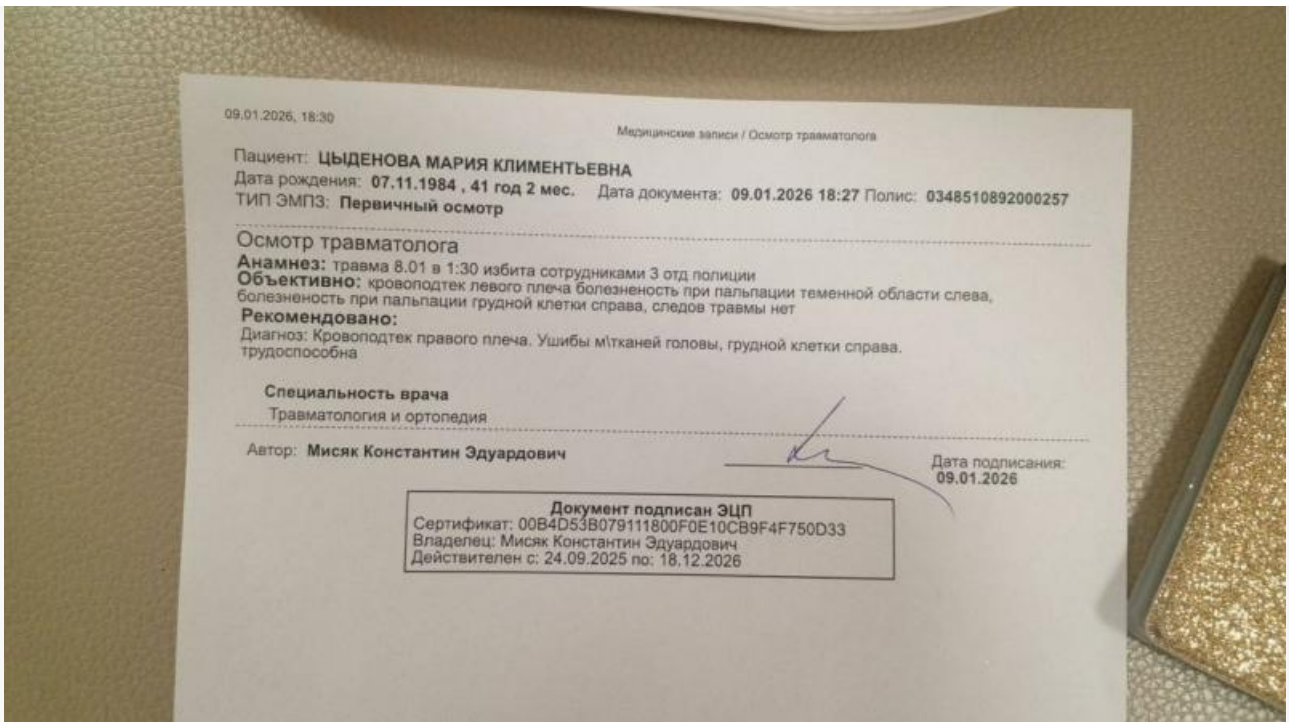 09.01.2026, 18:30
Медицинские записи / Осмотр травматолога
Пациент: ЦЫДЕНОВА МАРИЯ КЛИМЕНТЬЕВНА
Дата рождения: 07.11.1984 , 41 год 2 мес. Дата документа: 09.01.2026 18:27 Полис: 0348510892000257
ТИП ЭМПЗ: Первичный осмотр
Осмотр травматолога
Анамнез: травма 8.01 в 1:30 избита сотрудниками 3 отд полиции
Объективно: кровоподтек левого плеча болезненость при пальпации теменной области слева,
болезненость при пальпации грудной клетки справа, следов травмы нет
Рекомендовано:
Диагноз: Кровоподтек правого плеча. Ушибы м\тканей головы, грудной клетки справа.
трудоспособна
Специальность врача
Травматология и ортопедия
Автор: Мисяк Константин Эдуардович
Дата подписания:
09.01.2026
Документ подписан ЭЦП
Сертификат: 00B4D53B079111800F0E10CB9F4F750D33
Владелец: Мисяк Константин Эдуардович
Действителен с: 24.09.2025 по: 18.12.2026